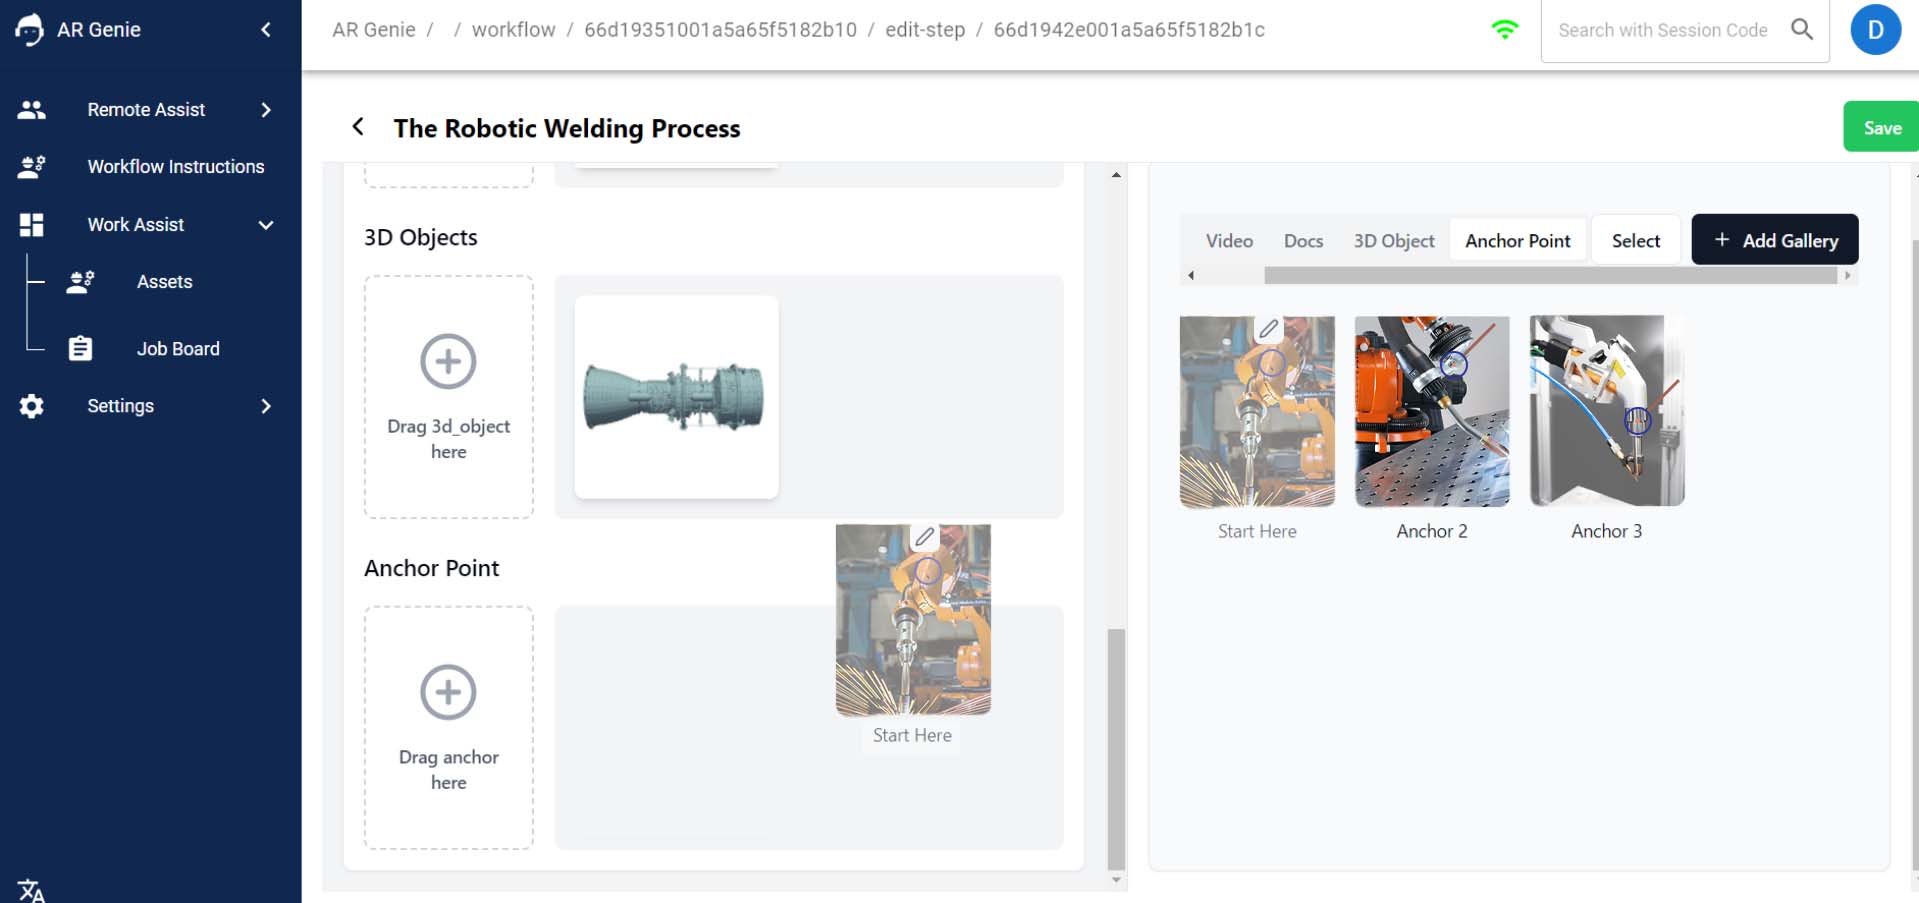 AR Genie
AR Genie / / workflow / 66d19351001a5a65f5182b10 / edit-step / 66d1942e001a5a65f5182b1c
Search with Session Code
D
Remote Assist
Workflow Instructions
Work Assist
Assets
Job Board
Settings
The Robotic Welding Process
Save
3D Objects
Drag 3d_object
here
Anchor Point
Drag anchor
here
Start Here
Video
Docs
3D Object
Anchor Point
Select
+ Add Gallery
Start Here
Anchor 2
Anchor 3